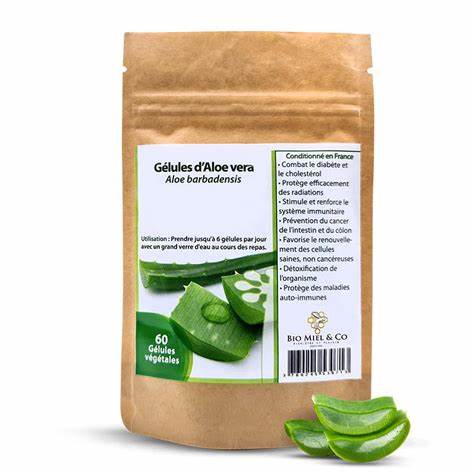 Gélules d'Aloe vera
Aloe barbadensis
Utilisation : Prendre jusqu'à 6 gélules par jour
avec un grand verre d'eau au cours des repas.
60
Gélules
végétales
Conditionné en France
• Combat le diabète et
le cholestérol
• Protège efficacement
des radiations
• Stimule et renforce le
système immunitaire
• Prévention du cancer
de l'intestin et du côlon
• Favorise le renouvelle-
ment des cellules
saines, non cancéreuses
• Détoxification de
l'organisme
• Protège des maladies
auto-immunes
BIO MIEL & CO